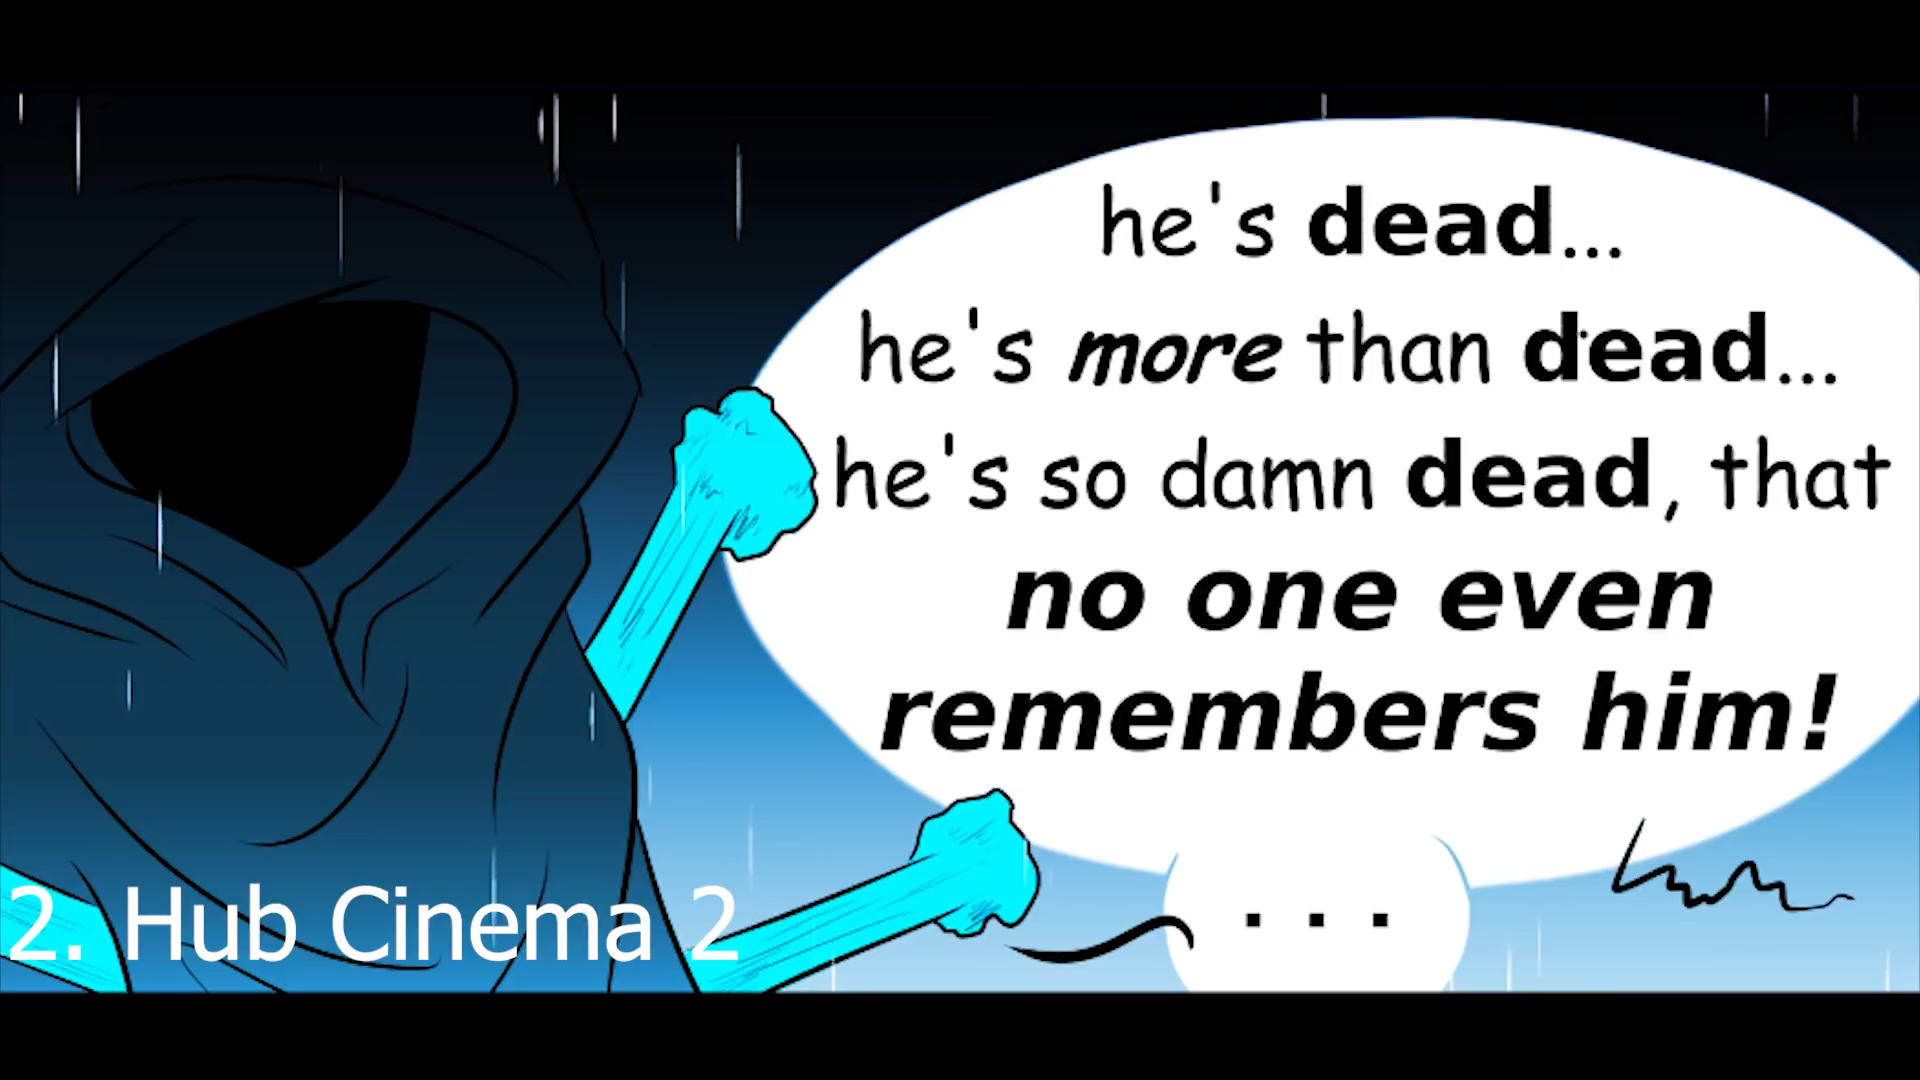 he's dead...
he's more than dead...
he's so damn dead, that
no one even
remembers him!
...
2. Hub Cinema 2